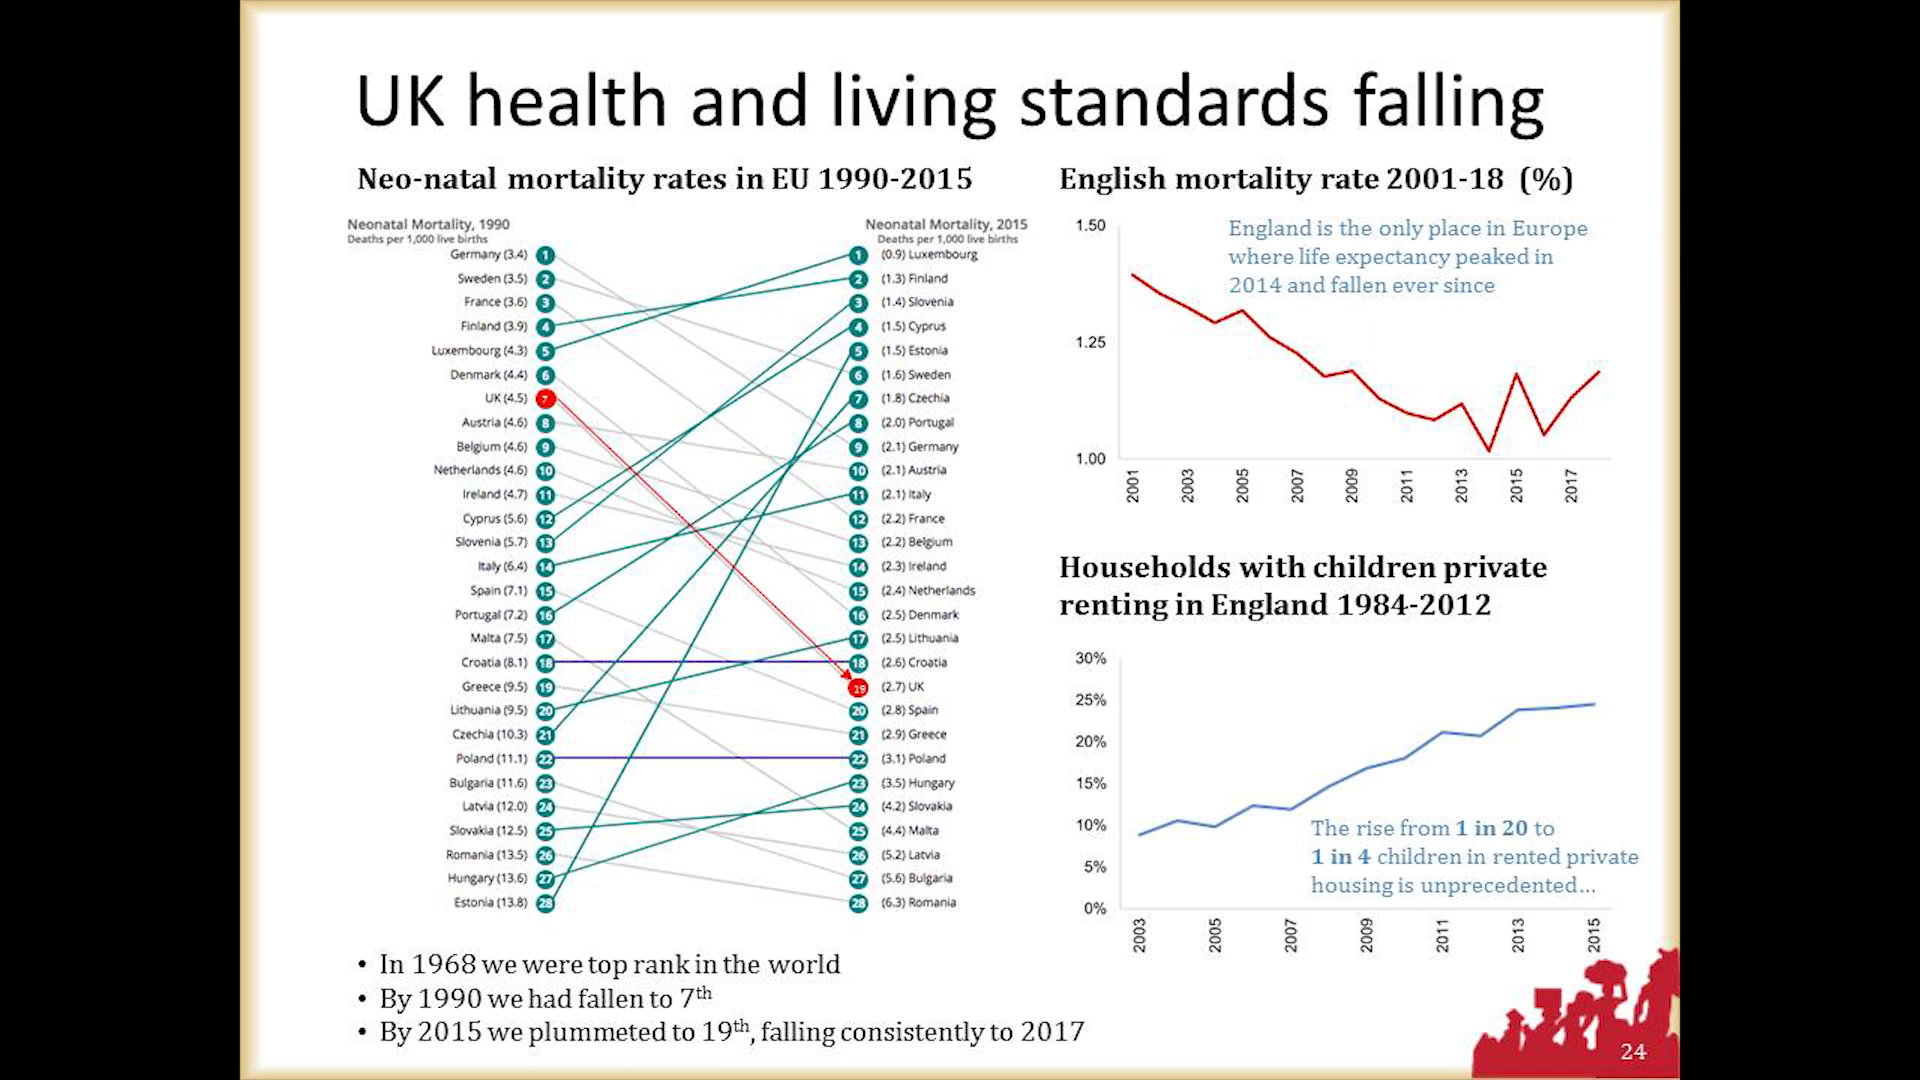 UK health and living standards falling
Neo-natal mortality rates in EU 1990-2015
Neonatal Mortality, 1990
Deaths per 1,000 live births
Neonatal Mortality, 2015
Deaths per 1,000 live births
Germany (3.4) 1
Sweden (3.5) 2
France (3.6) 3
Finland (3.9) 4
Luxembourg (4.3) 5
Denmark (4.4) 6
UK (4.5) 7
Austria (4.6) 8
Belgium (4.6) 9
Netherlands (4.6) 10
Ireland (4.7) 11
Cyprus (5.6) 12
Slovenia (5.7) 13
Italy (6.4) 14
Spain (7.1) 15
Portugal (7.2) 16
Malta (7.5) 17
Croatia (8.1) 18
Greece (9.5) 19
Lithuania (9.5) 20
Czechia (10.3) 21
Poland (11.1) 22
Bulgaria (11.6) 23
Latvia (12.0) 24
Slovakia (12.5) 25
Romania (13.5) 26
Hungary (13.6) 27
Estonia (13.8) 28
1 (0.9) Luxembourg
2 (1.3) Finland
3 (1.4) Slovenia
4 (1.5) Cyprus
5 (1.5) Estonia
6 (1.6) Sweden
7 (1.8) Czechia
8 (2.0) Portugal
9 (2.1) Germany
10 (2.1) Austria
11 (2.1) Italy
12 (2.2) France
13 (2.2) Belgium
14 (2.3) Ireland
15 (2.4) Netherlands
16 (2.5) Denmark
17 (2.5) Lithuania
18 (2.6) Croatia
19 (2.7) UK
20 (2.8) Spain
21 (2.9) Greece
22 (3.1) Poland
23 (3.5) Hungary
24 (4.2) Slovakia
25 (4.4) Malta
26 (5.2) Latvia
27 (5.6) Bulgaria
28 (6.3) Romania
• In 1968 we were top rank in the world
• By 1990 we had fallen to 7th
• By 2015 we plummeted to 19th, falling consistently to 2017
English mortality rate 2001-18 (%)
England is the only place in Europe
where life expectancy peaked in
2014 and fallen ever since
1.50
1.25
1.00
2001 2003 2005 2007 2009 2011 2013 2015 2017
Households with children private
renting in England 1984-2012
30%
25%
20%
15%
10%
5%
0%
The rise from 1 in 20 to
1 in 4 children in rented private
housing is unprecedented...
2003 2005 2007 2009 2011 2013 2015
24